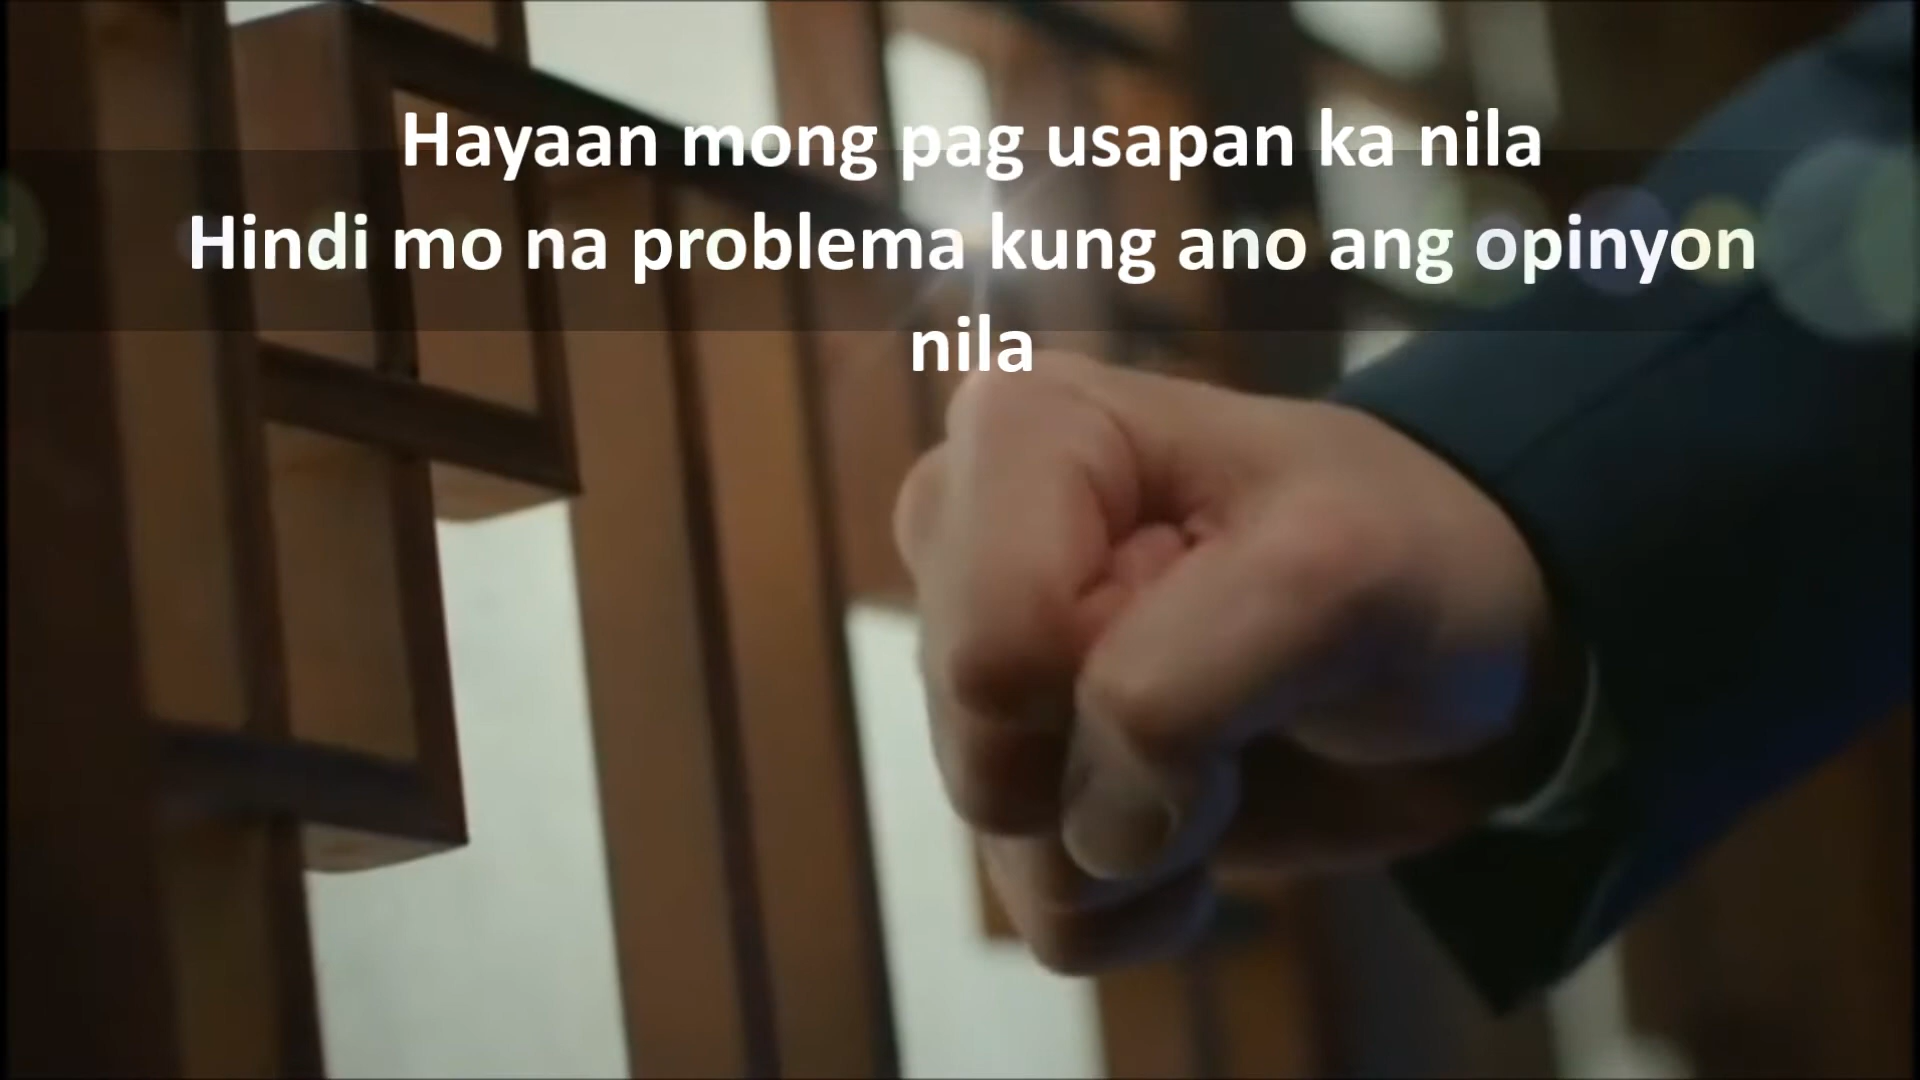 Hayaan mong pag usapan ka nila
Hindi mo na problema kung ano ang opinyon
nila